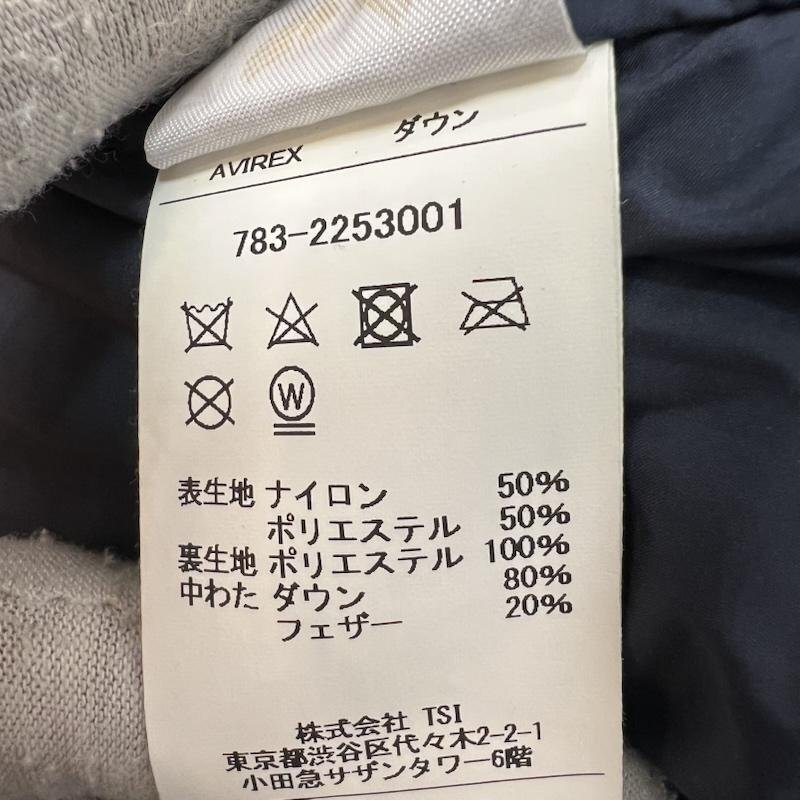 AVIREX ダウン
783-2253001
W
表生地 ナイロン 50%
ポリエステル 50%
裏生地 ポリエステル 100%
中わた ダウン 80%
フェザー 20%
株式会社 TSI
東京都渋谷区代々木2-2-1
小田急サザンタワー6階